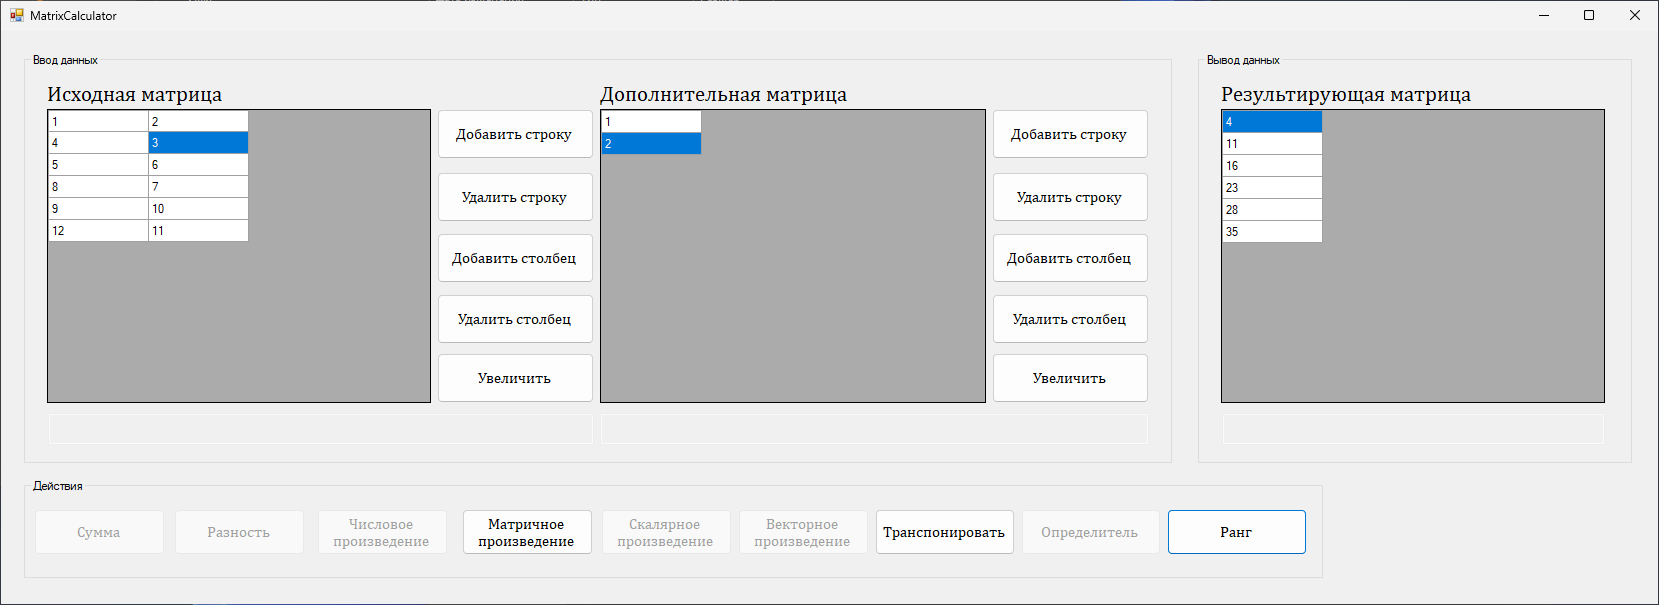 MatrixCalculator
Ввод данных
Исходная матрица
1 2
4 3
5 6
8 7
9 10
12 11
Добавить строку
Удалить строку
Добавить столбец
Удалить столбец
Увеличить
Дополнительная матрица
1
2
Добавить строку
Удалить строку
Добавить столбец
Удалить столбец
Увеличить
Вывод данных
Результирующая матрица
4
11
16
23
28
35
Действия
Сумма
Разность
Числовое
произведение
Матричное
произведение
Скалярное
произведение
Векторное
произведение
Транспонировать
Определитель
Ранг